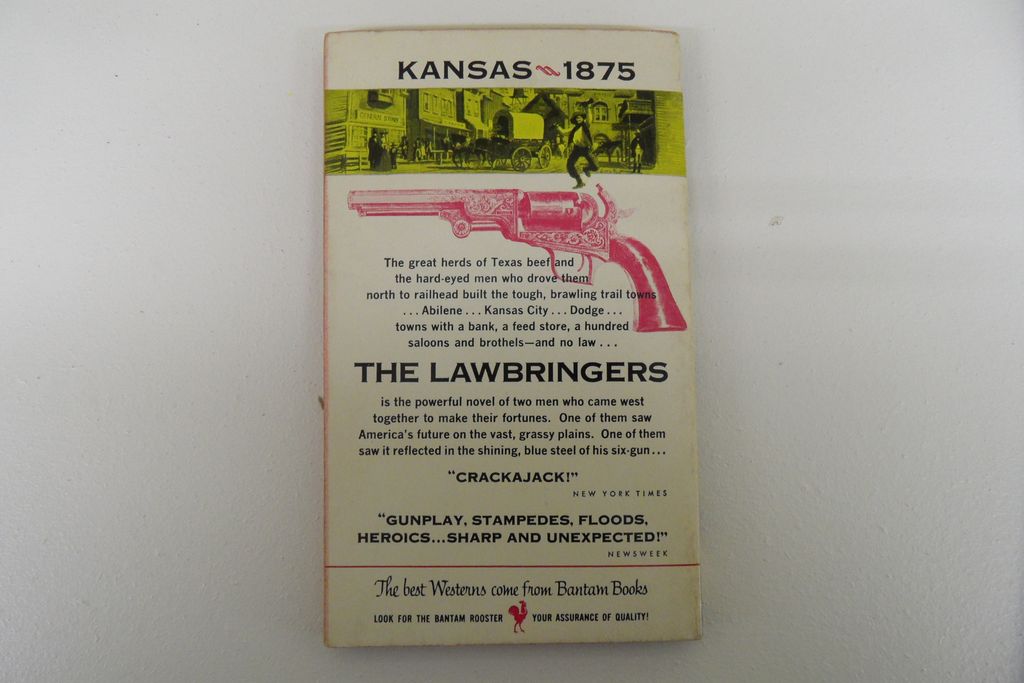 KANSAS 1875
GENERAL STORE
The great herds of Texas beef and
the hard-eyed men who drove them
north to railhead built the tough, brawling trail towns
... Abilene ... Kansas City ... Dodge ...
towns with a bank, a feed store, a hundred
saloons and brothels—and no law ...
THE LAWBRINGERS
is the powerful novel of two men who came west
together to make their fortunes. One of them saw
America's future on the vast, grassy plains. One of them
saw it reflected in the shining, blue steel of his six-gun ...
"CRACKAJACK!"
NEW YORK TIMES
"GUNPLAY, STAMPEDES, FLOODS,
HEROICS...SHARP AND UNEXPECTED!"
NEWSWEEK
The best Westerns come from Bantam Books
LOOK FOR THE BANTAM ROOSTER YOUR ASSURANCE OF QUALITY!